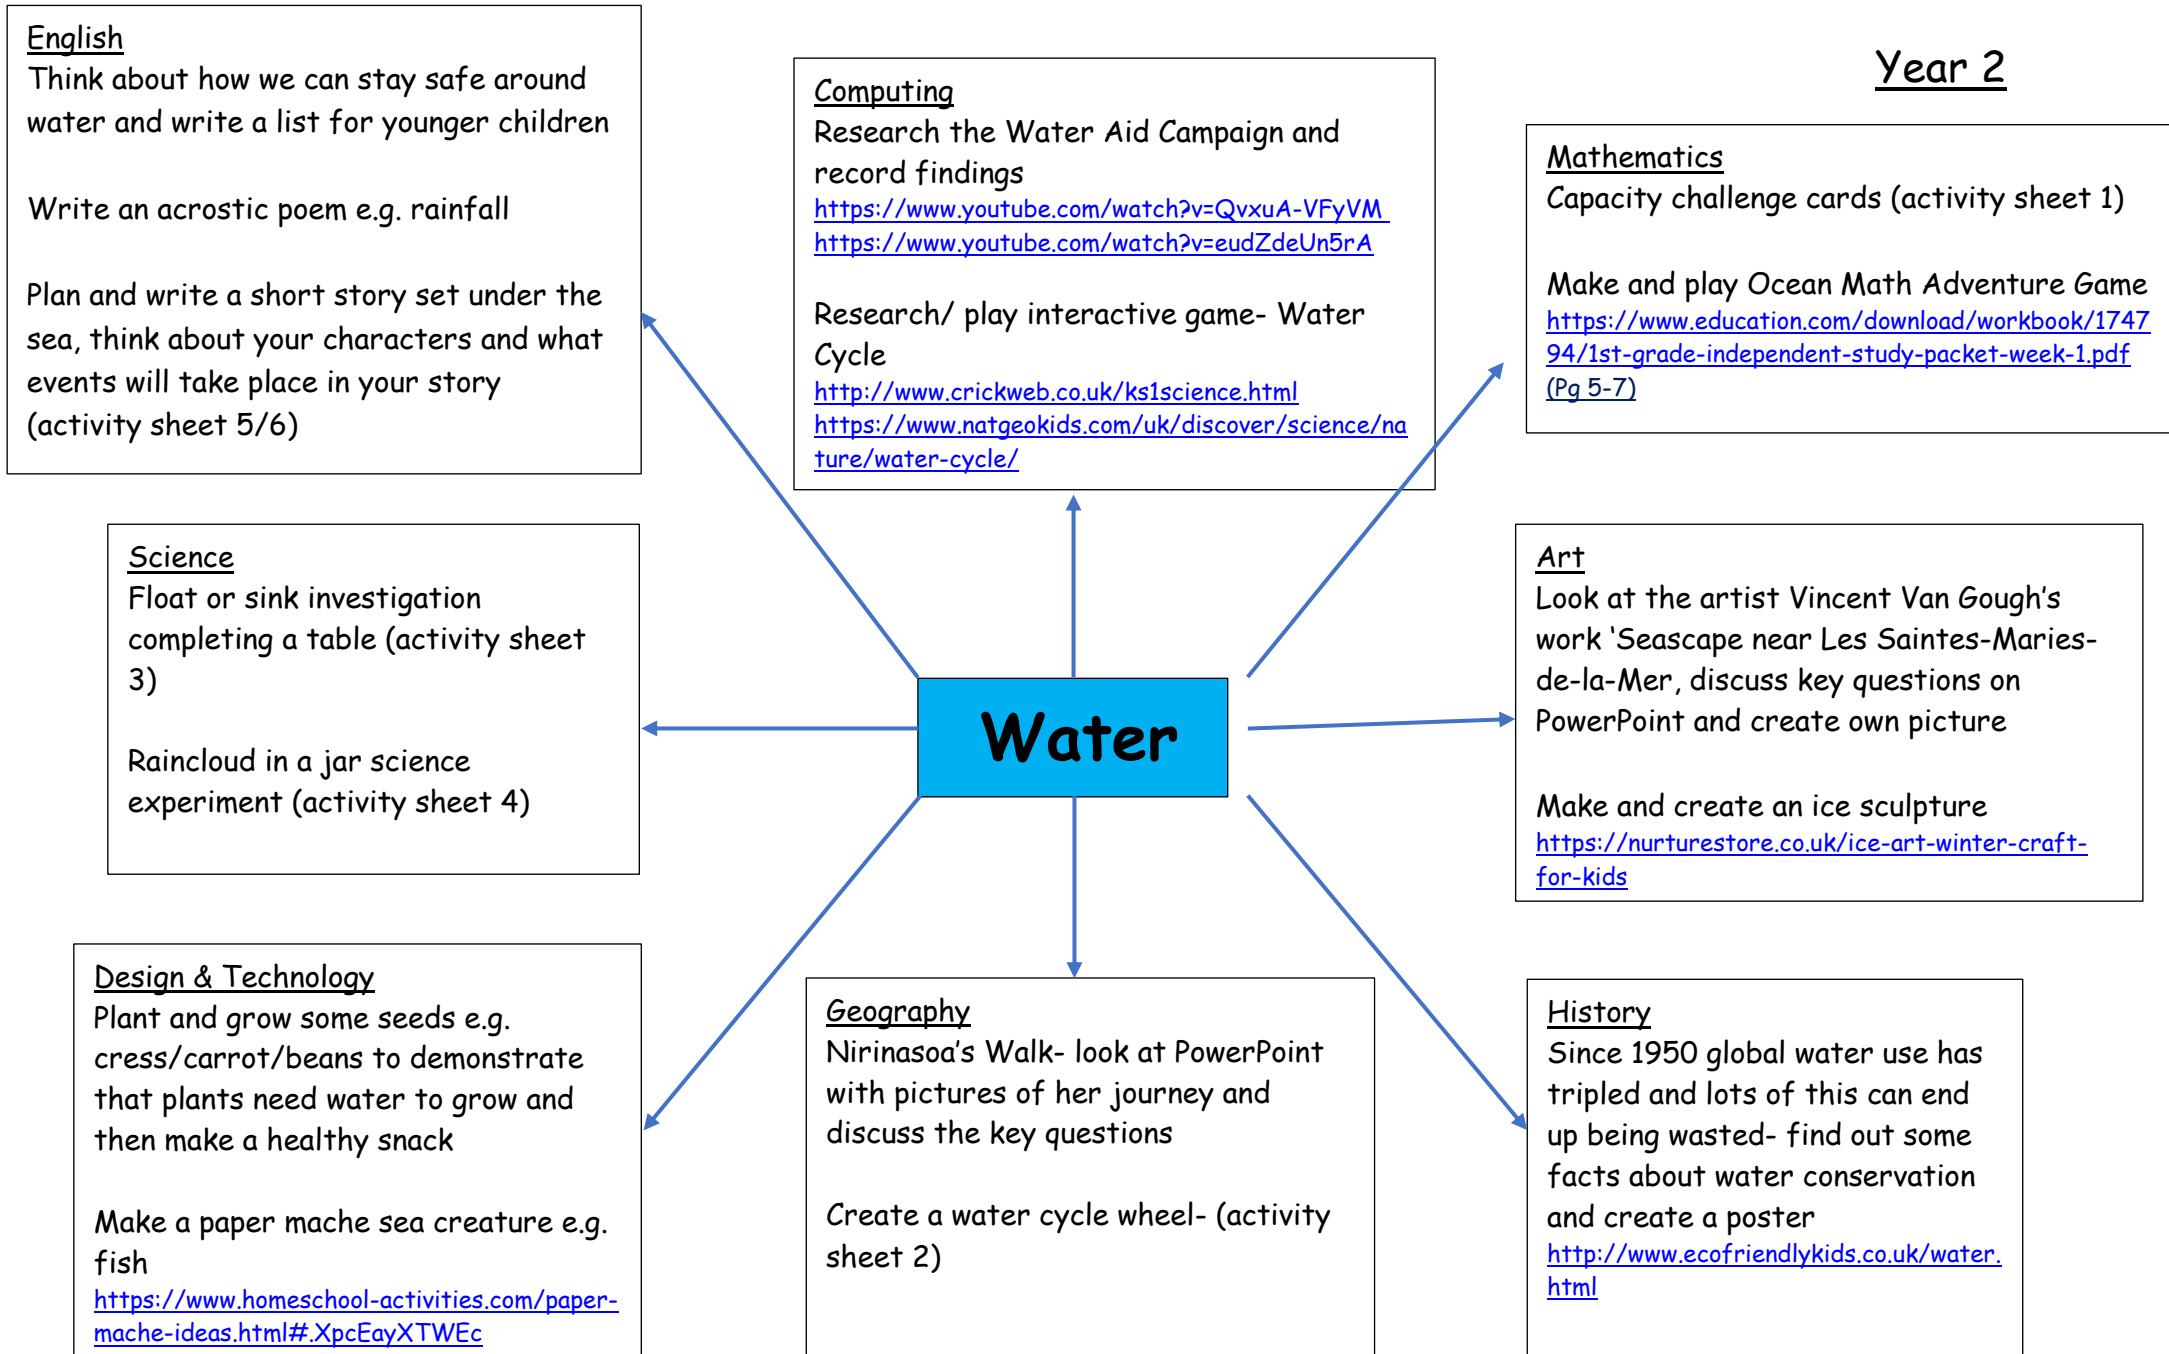 English
Think about how we can stay safe around
water and write a list for younger children
Write an acrostic poem e.g. rainfall
Plan and write a short story set under the
sea, think about your characters and what
events will take place in your story
(activity sheet 5/6)
Computing
Research the Water Aid Campaign and
record findings
https://www.youtube.com/watch?v=QvxuA-VFyVM
https://www.youtube.com/watch?v=eudZdeUn5rA
Research/ play interactive game- Water
Cycle
http://www.crickweb.co.uk/ks1science.html
https://www.natgeokids.com/uk/discover/science/na
ture/water-cycle/
Year 2
Mathematics
Capacity challenge cards (activity sheet 1)
Make and play Ocean Math Adventure Game
https://www.education.com/download/workbook/1747
94/1st-grade-independent-study-packet-week-1.pdf
(Pg 5-7)
Science
Float or sink investigation
completing a table (activity sheet
3)
Raincloud in a jar science
experiment (activity sheet 4)
Water
Art
Look at the artist Vincent Van Gough's
work 'Seascape near Les Saintes-Maries-
de-la-Mer, discuss key questions on
PowerPoint and create own picture
Make and create an ice sculpture
https://nurturestore.co.uk/ice-art-winter-craft-
for-kids
Design & Technology
Plant and grow some seeds e.g.
cress/carrot/beans to demonstrate
that plants need water to grow and
then make a healthy snack
Make a paper mache sea creature e.g.
fish
https://www.homeschool-activities.com/paper-
mache-ideas.html#.XpcEayXTWEc
Geography
Nirinasoa's Walk- look at PowerPoint
with pictures of her journey and
discuss the key questions
Create a water cycle wheel- (activity
sheet 2)
History
Since 1950 global water use has
tripled and lots of this can end
up being wasted- find out some
facts about water conservation
and create a poster
http://www.ecofriendlykids.co.uk/water.
html